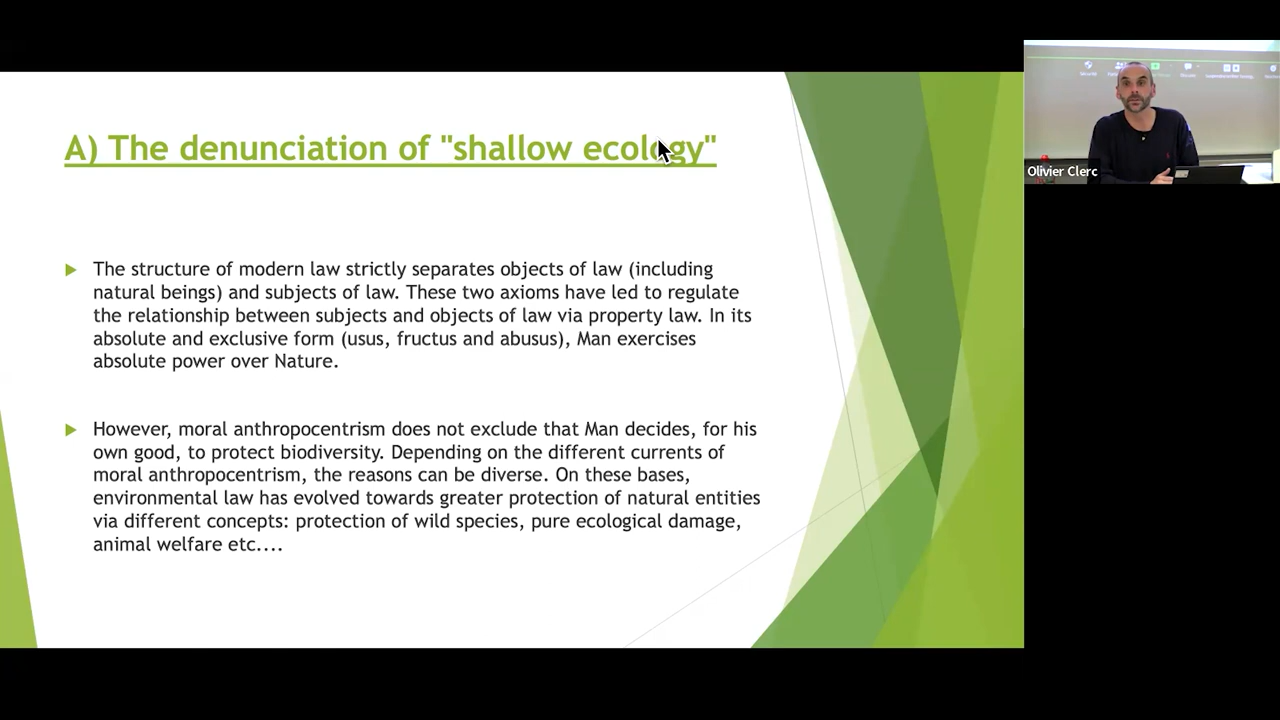 A) The denunciation of "shallow ecology"
The structure of modern law strictly separates objects of law (including
natural beings) and subjects of law. These two axioms have led to regulate
the relationship between subjects and objects of law via property law. In its
absolute and exclusive form (usus, fructus and abusus), Man exercises
absolute power over Nature.
However, moral anthropocentrism does not exclude that Man decides, for his
own good, to protect biodiversity. Depending on the different currents of
moral anthropocentrism, the reasons can be diverse. On these bases,
environmental law has evolved towards greater protection of natural entities
via different concepts: protection of wild species, pure ecological damage,
animal welfare etc....
Olivier Clerc